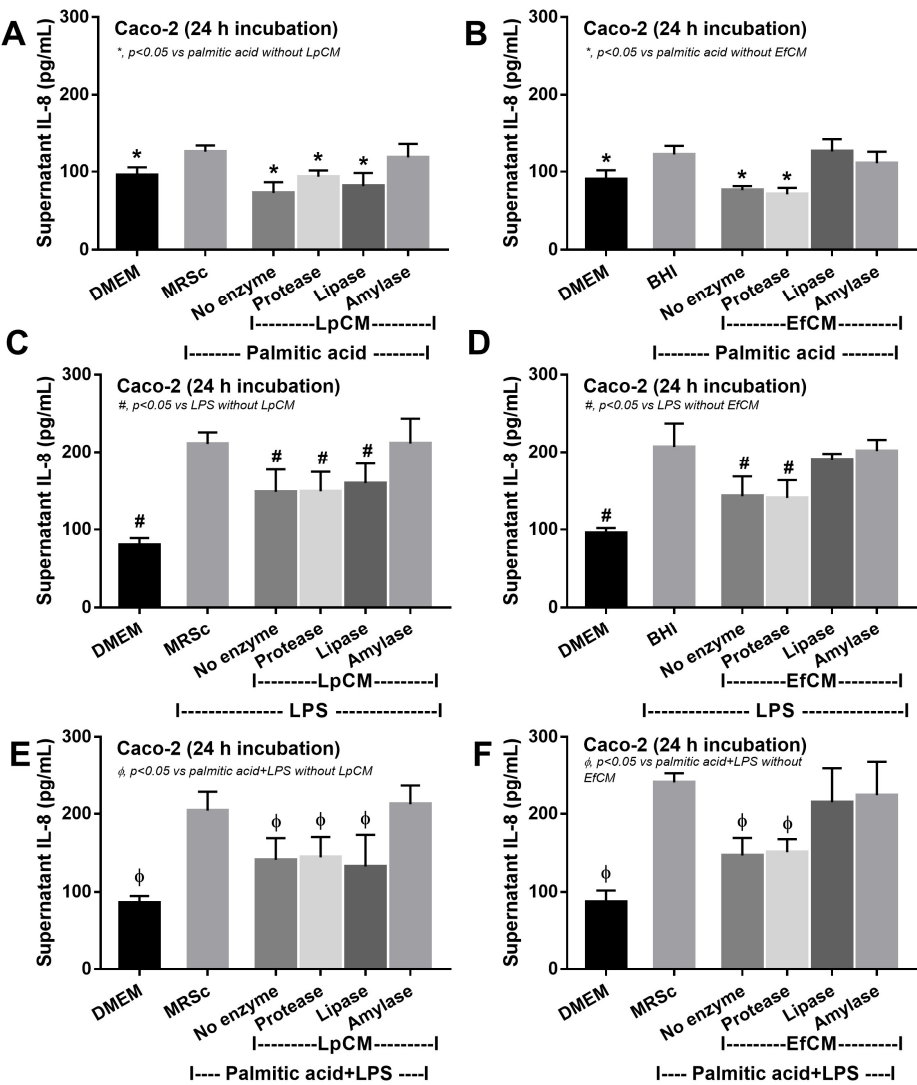 A
Caco-2 (24 h incubation)
*, p<0.05 vs palmitic acid without LpCM
Supernatant IL-8 (pg/mL)
300
200
100
0
* * * *
DMEM MRSc No enzyme Protease Lipase Amylase
I--------LpCM--------I
I-------- Palmitic acid --------I
B
Caco-2 (24 h incubation)
*, p<0.05 vs palmitic acid without EfCM
Supernatant IL-8 (pg/mL)
300
200
100
0
* * *
DMEM BHI No enzyme Protease Lipase Amylase
I--------EfCM--------I
I-------- Palmitic acid -------I
C
Caco-2 (24 h incubation)
#, p<0.05 vs LPS without LpCM
Supernatant IL-8 (pg/mL)
300
200
100
0
# # # #
DMEM MRSc No enzyme Protease Lipase Amylase
I--------LpCM--------I
I-------------- LPS --------------I
D
Caco-2 (24 h incubation)
#, p<0.05 vs LPS without EfCM
Supernatant IL-8 (pg/mL)
300
200
100
0
# # #
DMEM BHI No enzyme Protease Lipase Amylase
I--------EfCM--------I
I-------------- LPS --------------I
E
Caco-2 (24 h incubation)
ϕ, p<0.05 vs palmitic acid+LPS without LpCM
Supernatant IL-8 (pg/mL)
300
200
100
0
ϕ ϕ ϕ ϕ
DMEM MRSc No enzyme Protease Lipase Amylase
I--------LpCM--------I
I---- Palmitic acid+LPS ----I
F
Caco-2 (24 h incubation)
ϕ, p<0.05 vs palmitic acid+LPS without
EfCM
Supernatant IL-8 (pg/mL)
300
200
100
0
ϕ ϕ ϕ
DMEM MRSc No enzyme Protease Lipase Amylase
I--------EfCM--------I
I---- Palmitic acid+LPS ----I